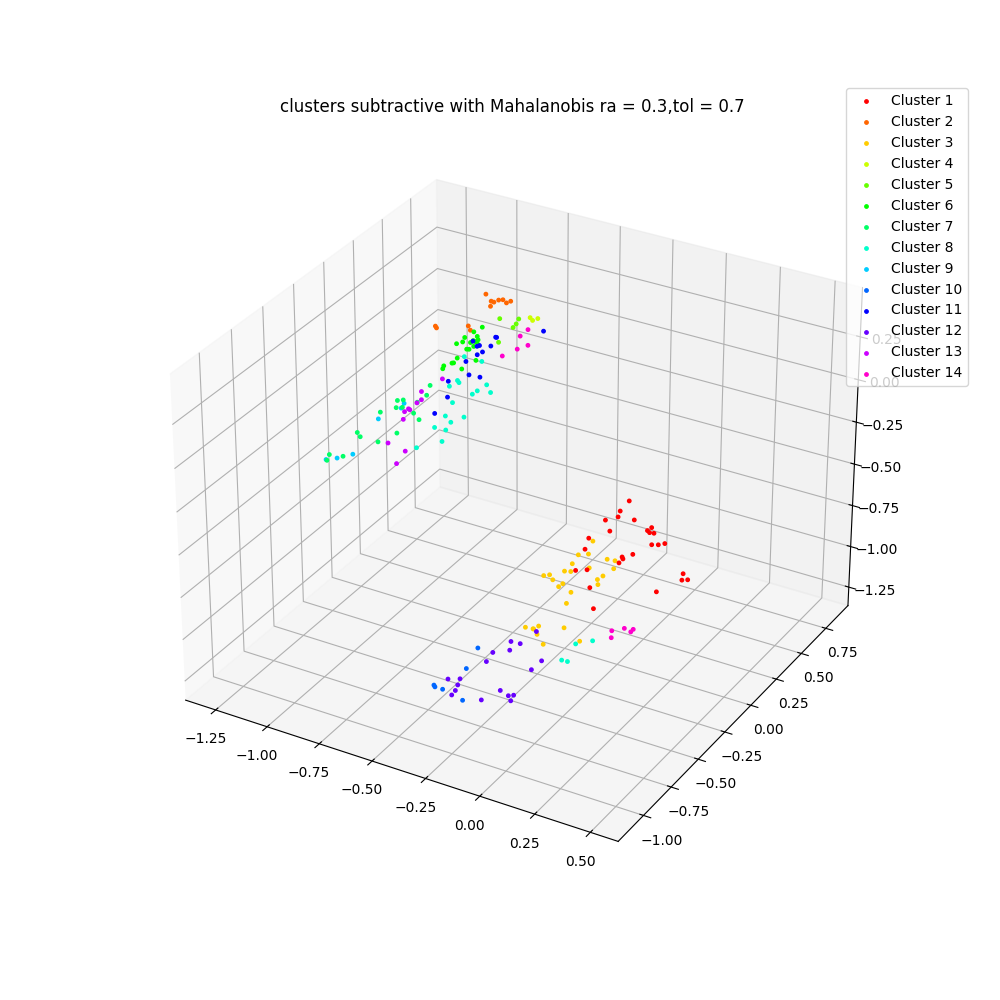 clusters subtractive with Mahalanobis ra = 0.3,tol = 0.7
Cluster 1
Cluster 2
Cluster 3
Cluster 4
Cluster 5
Cluster 6
Cluster 7
Cluster 8
Cluster 9
Cluster 10
Cluster 11
Cluster 12
Cluster 13
Cluster 14
0.25
0.00
−0.25
−0.50
−0.75
−1.00
−1.25
0.75
0.50
0.25
0.00
−0.25
−0.50
−0.75
−1.00
−1.25
−1.00
−0.75
−0.50
−0.25
0.00
0.25
0.50